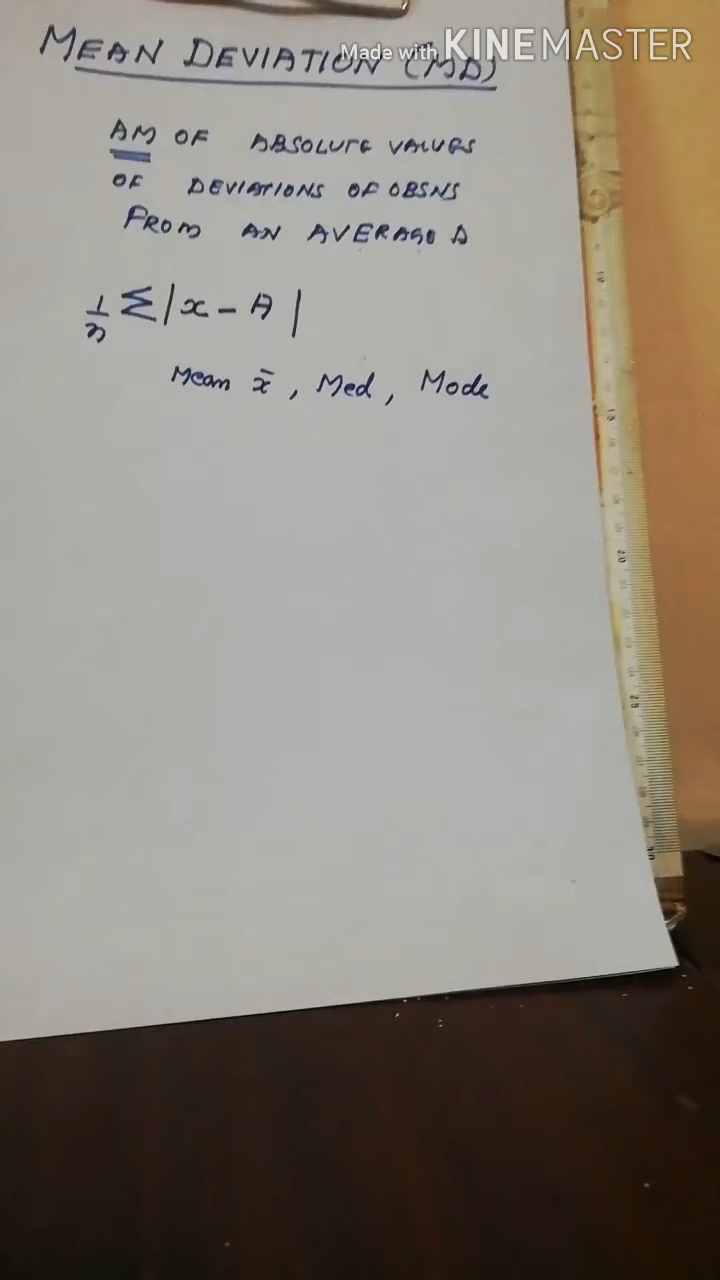 MEAN DEVIATION (MD)
Made with KINEMASTER
AM OF ABSOLUTE VALUES
OF DEVIATIONS OF OBSNS
FROM AN AVERAGE A
1/n Σ|x - A|
Mean x̄, Med, Mode